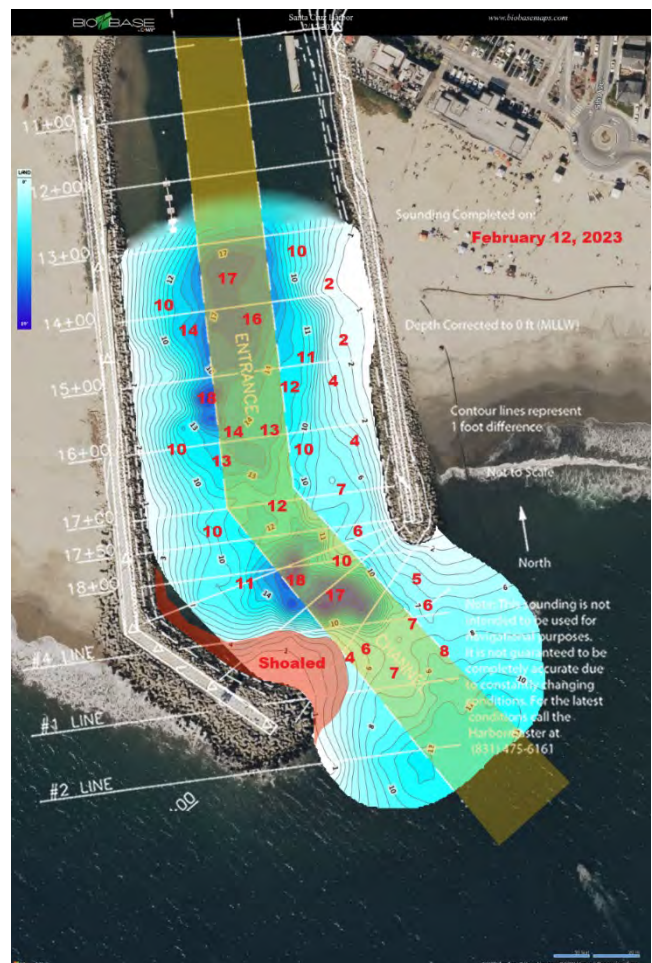 BIOBASE
Santa Cruz Harbor
www.biobasemaps.com
LAND
0'
11+00
12+00
13+00
14+00
15+00
16+00
17+00
17+50
18+00
#4 LINE
#1 LINE
#2 LINE
:00
Sounding Completed on:
February 12, 2023
Depth Corrected to 0 ft (MLLW)
Contour lines represent
1 foot difference
Not to Scale
North
Note: This sounding is not
intended to be used for
navigational purposes.
It is not guaranteed to be
completely accurate due
to constantly changing
conditions. For the latest
conditions call the
Harbormaster at
(831) 475-6161
ENTRANCE
CHANNEL
17
10
2
10
14
16
2
11
4
18
12
14
13
10
13
10
4
7
12
10
6
10
11
18
17
5
6
7
Shoaled
4
6
7
8